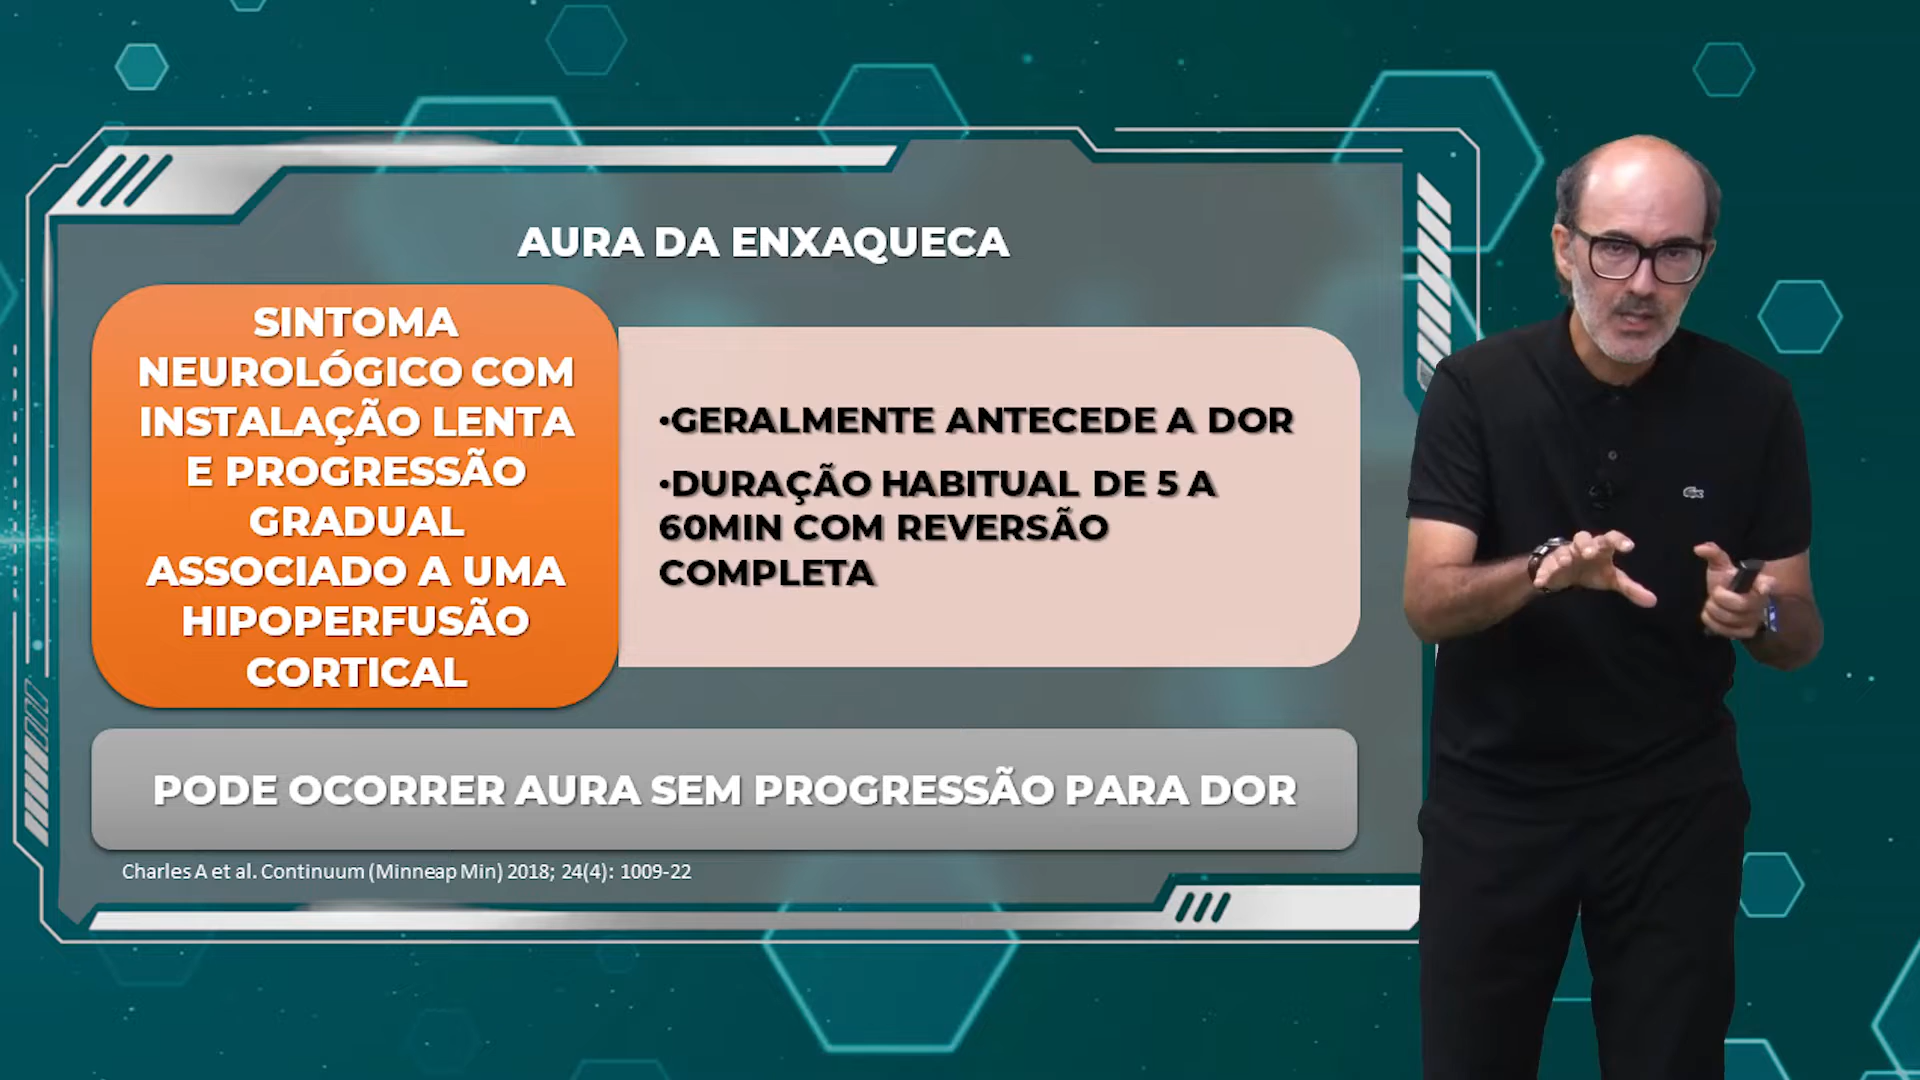 AURA DA ENXAQUECA
SINTOMA
NEUROLÓGICO COM
INSTALAÇÃO LENTA
E PROGRESSÃO
GRADUAL
ASSOCIADO A UMA
HIPOPERFUSÃO
CORTICAL
•GERALMENTE ANTECEDE A DOR
•DURAÇÃO HABITUAL DE 5 A
60MIN COM REVERSÃO
COMPLETA
PODE OCORRER AURA SEM PROGRESSÃO PARA DOR
Charles A et al. Continuum (Minneap Min) 2018; 24(4): 1009-22